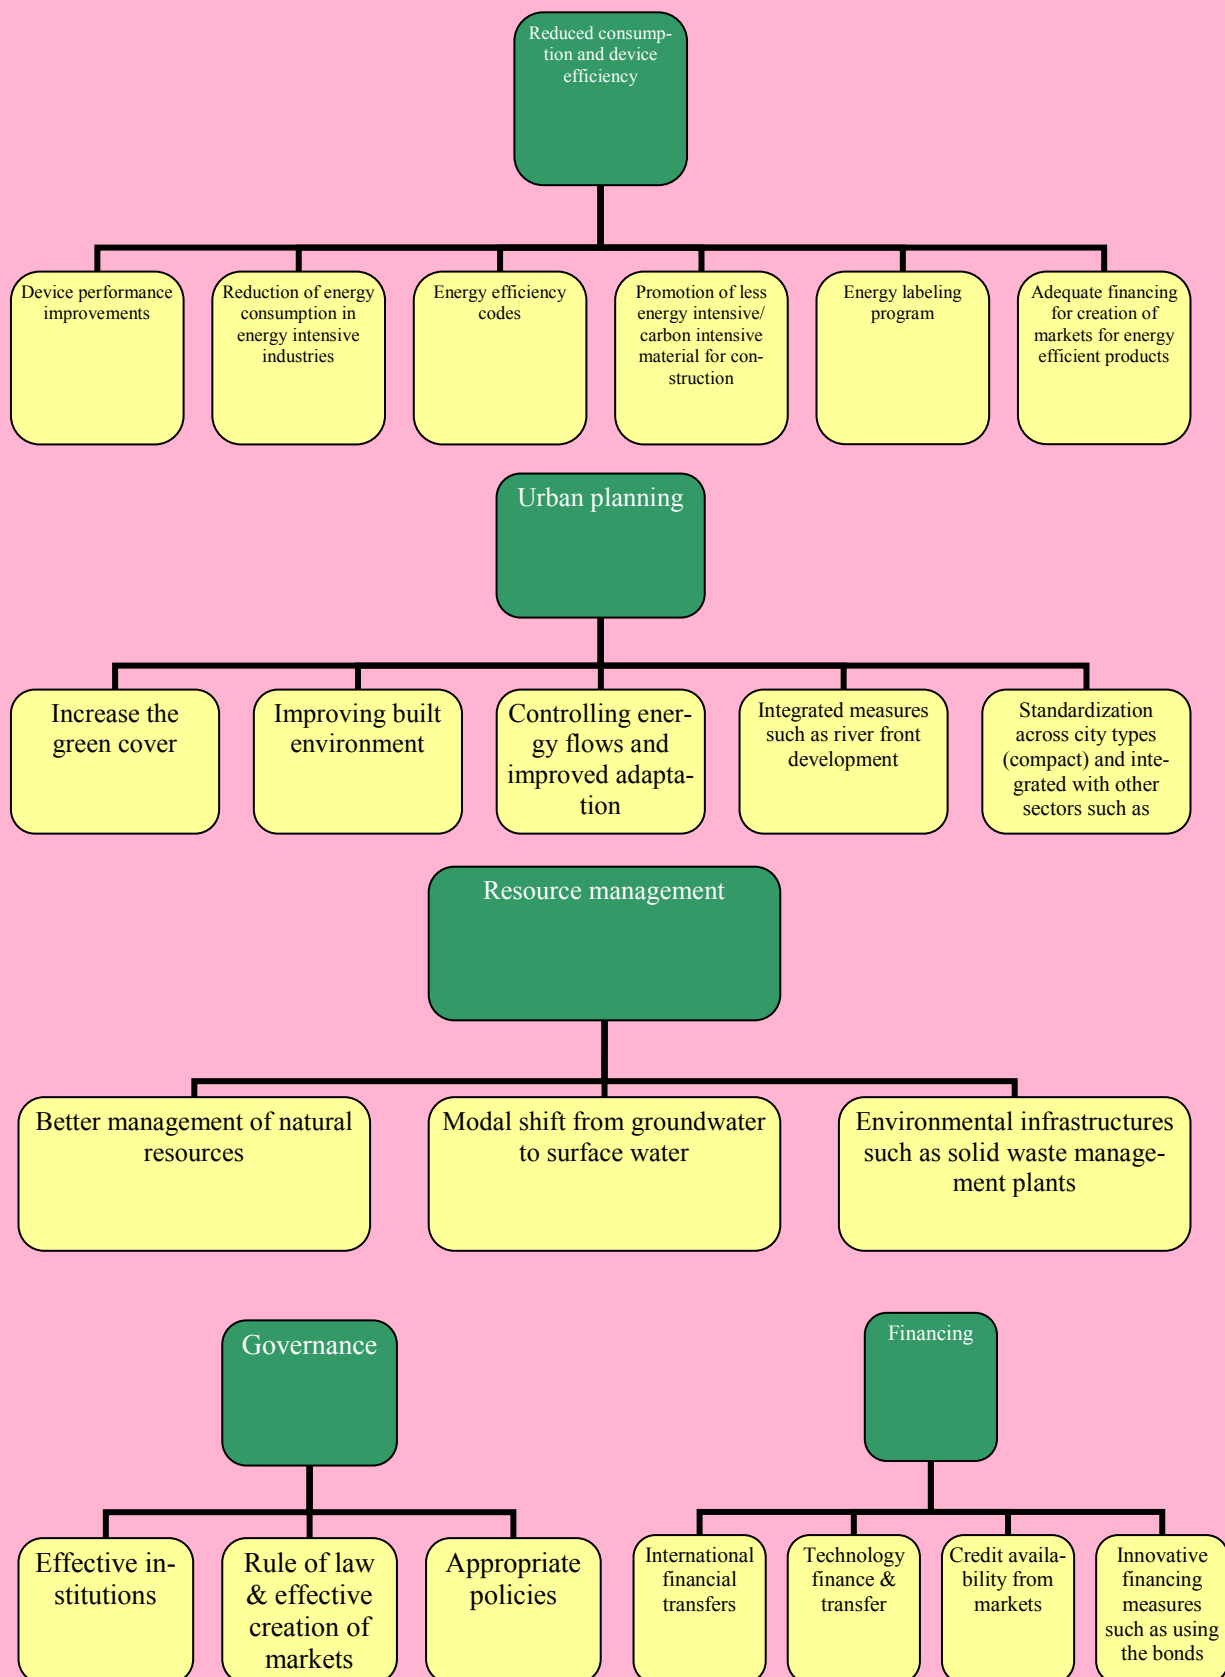 Reduced consump-
tion and device
efficiency
Device performance
improvements
Reduction of energy
consumption in
energy intensive
industries
Energy efficiency
codes
Promotion of less
energy intensive/
carbon intensive
material for con-
struction
Energy labeling
program
Adequate financing
for creation of
markets for energy
efficient products
Urban planning
Increase the
green cover
Improving built
environment
Controlling ener-
gy flows and
improved adapta-
tion
Integrated measures
such as river front
development
Standardization
across city types
(compact) and inte-
grated with other
sectors such as
Resource management
Better management of natural
resources
Modal shift from groundwater
to surface water
Environmental infrastructures
such as solid waste manage-
ment plants
Governance
Effective in-
stitutions
Rule of law
& effective
creation of
markets
Appropriate
policies
Financing
International
financial
transfers
Technology
finance &
transfer
Credit availa-
bility from
markets
Innovative
financing
measures
such as using
the bonds